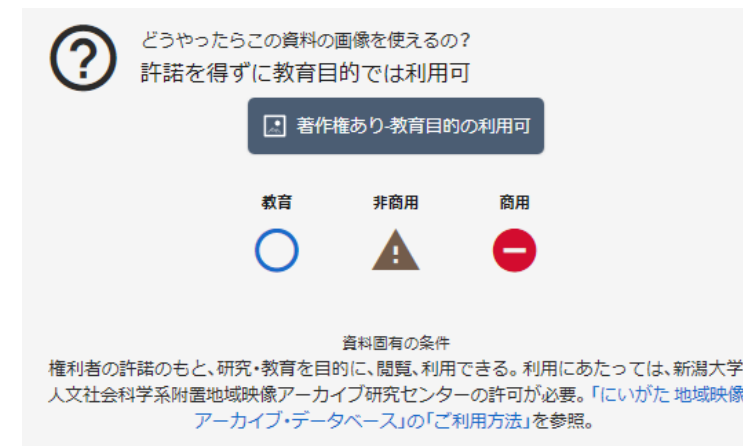 どうやったらこの資料の画像を使えるの?
許諾を得ずに教育目的では利用可
著作権あり-教育目的の利用可
教育 非商用 商用
資料固有の条件
権利者の許諾のもと、研究・教育を目的に、閲覧、利用できる。利用にあたっては、新潟大学
人文社会科学系附置地域映像アーカイブ研究センターの許可が必要。「にいがた 地域映像
アーカイブ・データベース」の「ご利用方法」を参照。